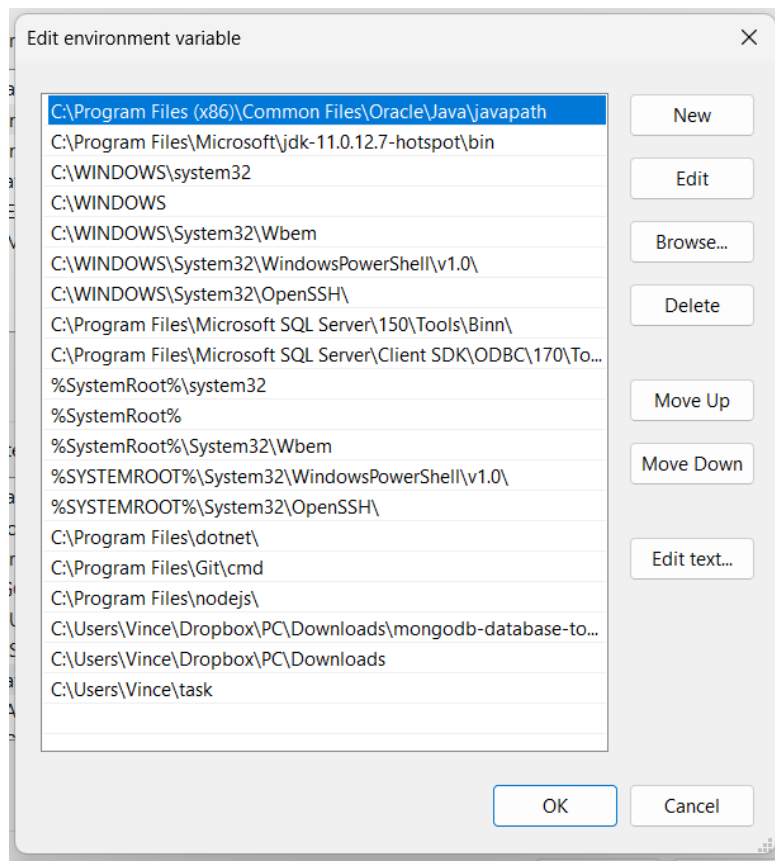 Edit environment variable
C:\Program Files (x86)\Common Files\Oracle\Java\javapath
C:\Program Files\Microsoft\jdk-11.0.12.7-hotspot\bin
C:\WINDOWS\system32
C:\WINDOWS
C:\WINDOWS\System32\Wbem
C:\WINDOWS\System32\WindowsPowerShell\v1.0\
C:\WINDOWS\System32\OpenSSH\
C:\Program Files\Microsoft SQL Server\150\Tools\Binn\
C:\Program Files\Microsoft SQL Server\Client SDK\ODBC\170\To...
%SystemRoot%\system32
%SystemRoot%
%SystemRoot%\System32\Wbem
%SYSTEMROOT%\System32\WindowsPowerShell\v1.0\
%SYSTEMROOT%\System32\OpenSSH\
C:\Program Files\dotnet\
C:\Program Files\Git\cmd
C:\Program Files\nodejs\
C:\Users\Vince\Dropbox\PC\Downloads\mongodb-database-to...
C:\Users\Vince\Dropbox\PC\Downloads
C:\Users\Vince\task
New
Edit
Browse...
Delete
Move Up
Move Down
Edit text...
OK
Cancel